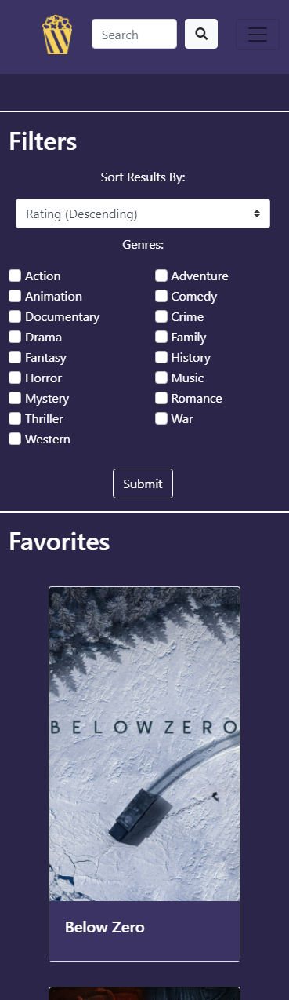 Search
Filters
Sort Results By:
Rating (Descending)
Genres:
Action
Adventure
Animation
Comedy
Documentary
Crime
Drama
Family
Fantasy
History
Horror
Music
Mystery
Romance
Thriller
War
Western
Submit
Favorites
BELOW ZERO
Below Zero